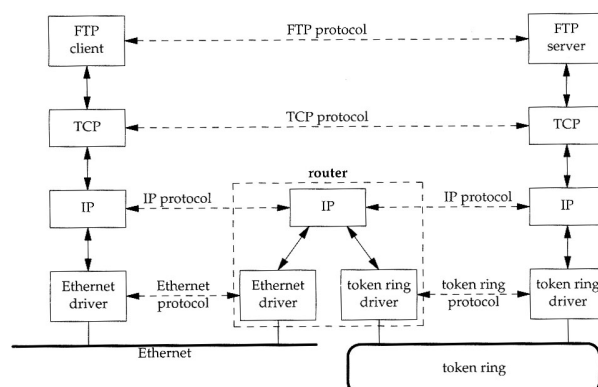 FTP
client
FTP protocol
FTP
server
TCP
TCP protocol
TCP
router
IP
IP protocol
IP
IP protocol
IP
Ethernet
driver
Ethernet
protocol
Ethernet
driver
token ring
driver
token ring
protocol
token ring
driver
Ethernet
token ring